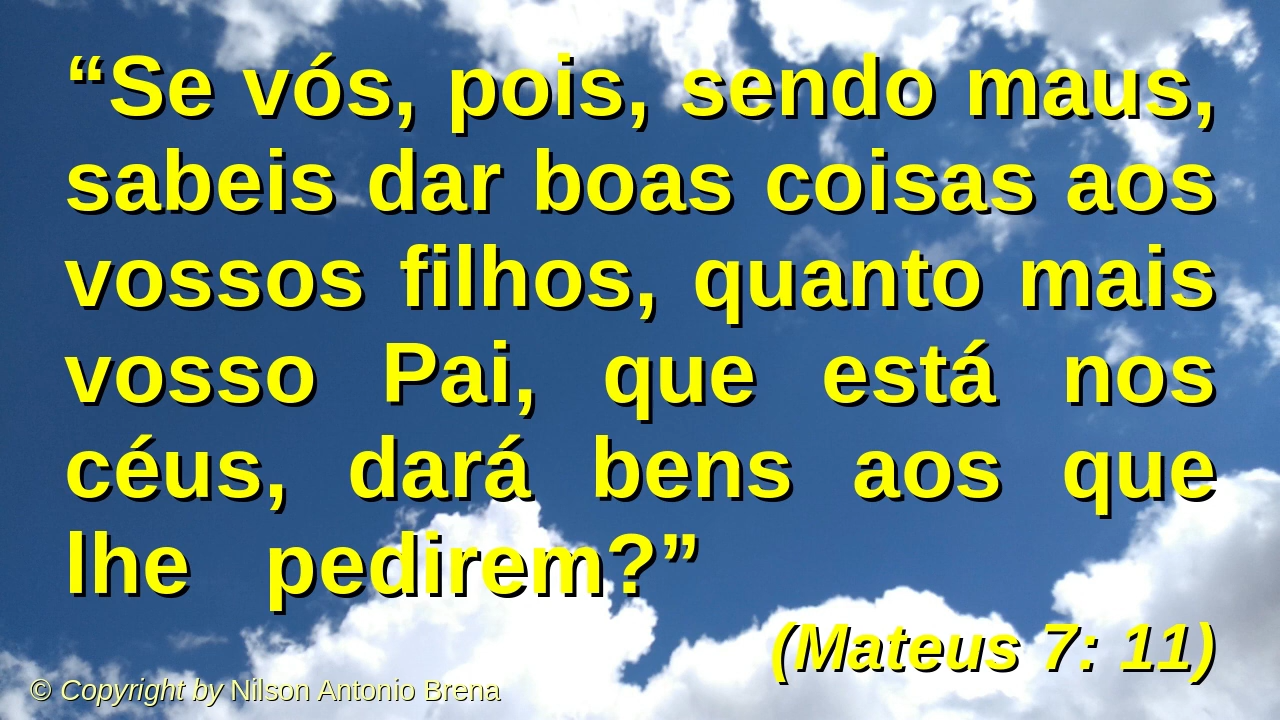 “Se vós, pois, sendo maus,
sabeis dar boas coisas aos
vossos filhos, quanto mais
vosso Pai, que está nos
céus, dará bens aos que
lhe pedirem?”
(Mateus 7: 11)
© Copyright by Nilson Antonio Brena